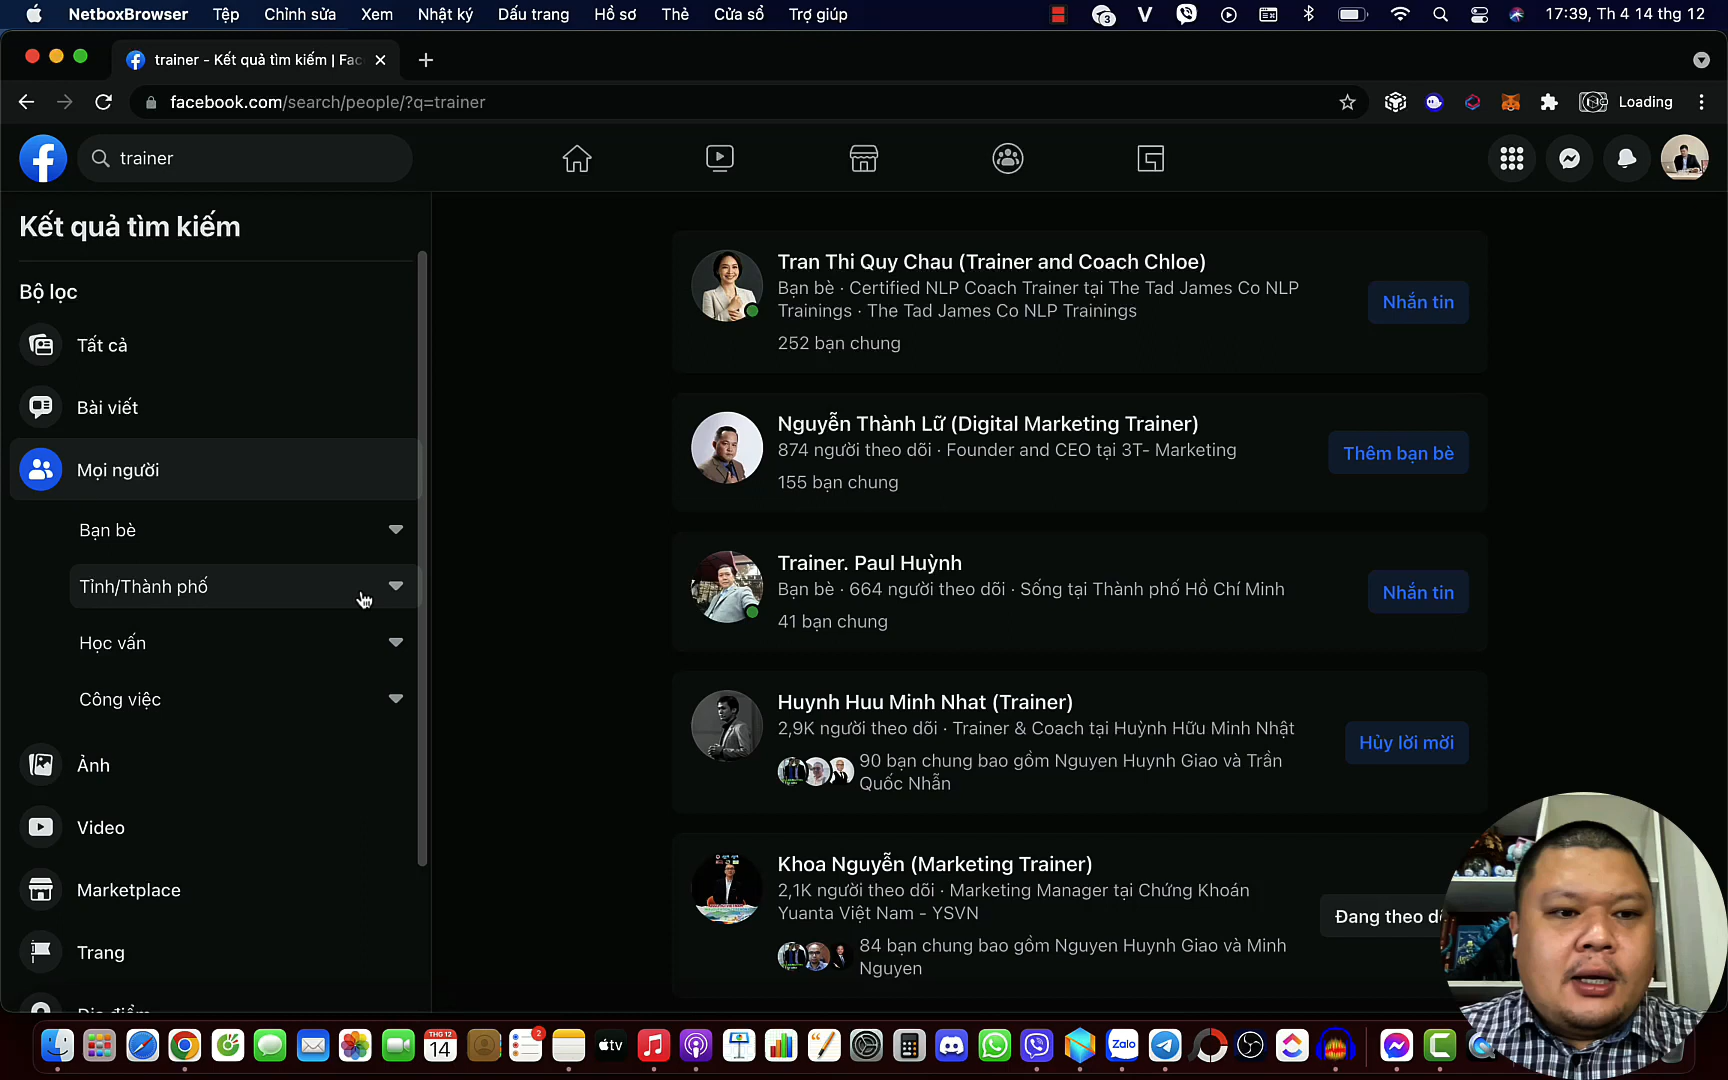 NetboxBrowser Tệp Chỉnh sửa Xem Nhật ký Dấu trang Hồ sơ Thẻ Cửa sổ Trợ giúp 3 17:39, Th 4 14 thg 12
trainer - Kết quả tìm kiếm | Fac
facebook.com/search/people/?q=trainer
Loading
trainer
Kết quả tìm kiếm
Bộ lọc
Tất cả
Bài viết
Mọi người
Bạn bè
Tỉnh/Thành phố
Học vấn
Công việc
Ảnh
Video
Marketplace
Trang
Địa điểm
Tran Thi Quy Chau (Trainer and Coach Chloe)
Bạn bè · Certified NLP Coach Trainer tại The Tad James Co NLP
Trainings · The Tad James Co NLP Trainings
252 bạn chung
Nhắn tin
Nguyễn Thành Lữ (Digital Marketing Trainer)
874 người theo dõi · Founder and CEO tại 3T- Marketing
155 bạn chung
Thêm bạn bè
Trainer. Paul Huỳnh
Bạn bè · 664 người theo dõi · Sống tại Thành phố Hồ Chí Minh
41 bạn chung
Nhắn tin
Huynh Huu Minh Nhat (Trainer)
2,9K người theo dõi · Trainer & Coach tại Huỳnh Hữu Minh Nhật
90 bạn chung bao gồm Nguyen Huynh Giao và Trần
Quốc Nhẫn
Hủy lời mời
Khoa Nguyễn (Marketing Trainer)
2,1K người theo dõi · Marketing Manager tại Chứng Khoán
Yuanta Việt Nam - YSVN
84 bạn chung bao gồm Nguyen Huynh Giao và Minh
Nguyen
Đang theo
THG 12
14
2
tv
Zalo